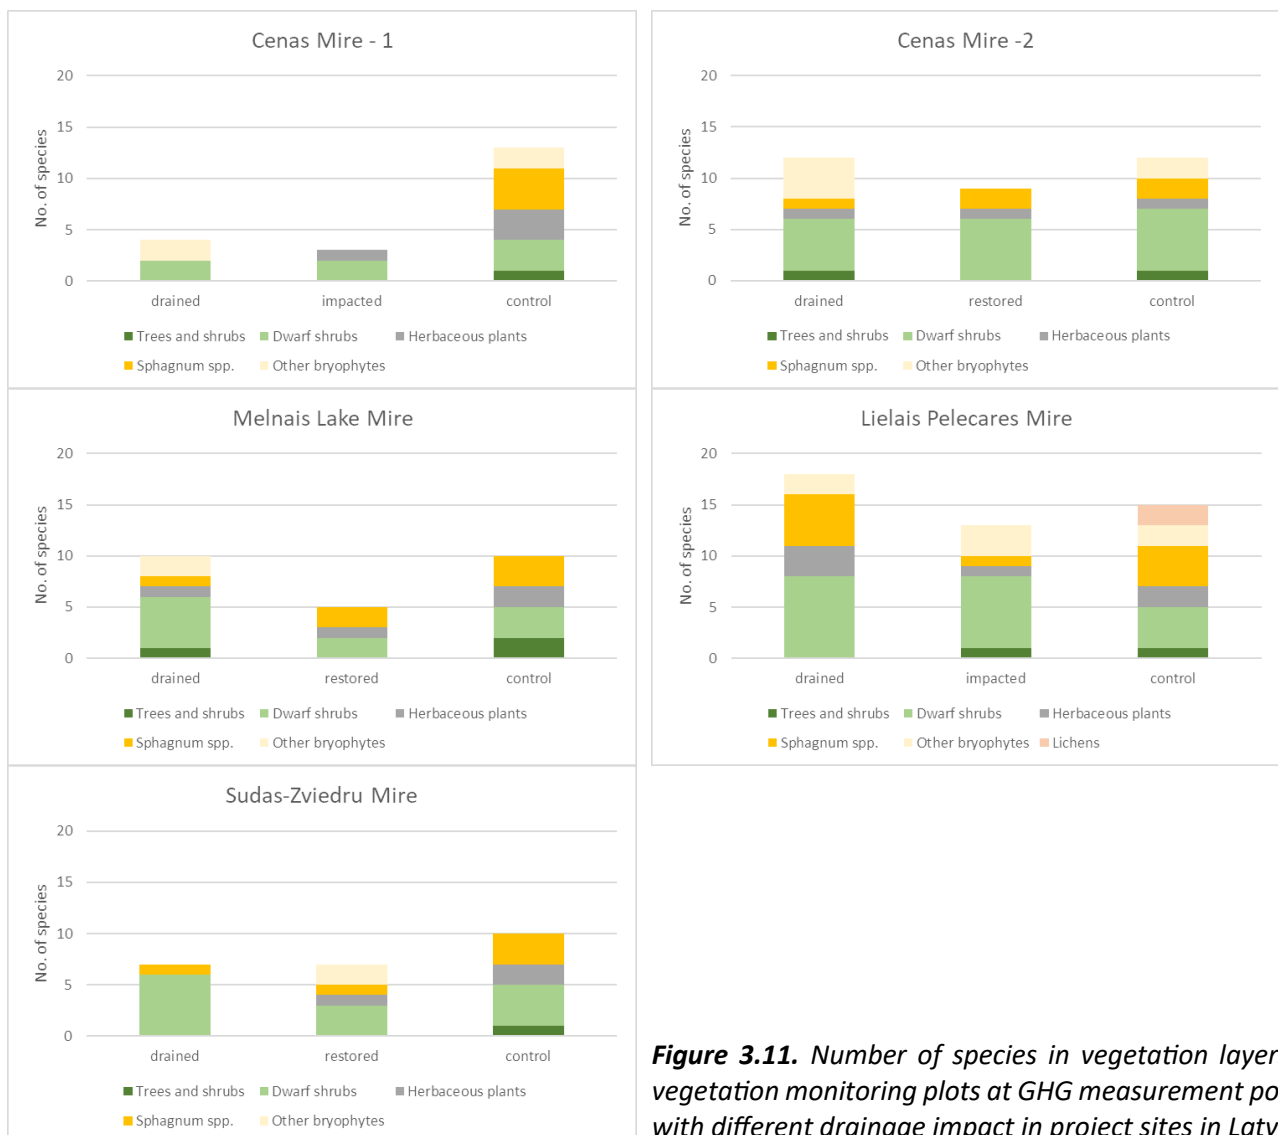 Cenas Mire - 1
No. of species
20
15
10
5
0
drained impacted control
Trees and shrubs Dwarf shrubs Herbaceous plants
Sphagnum spp. Other bryophytes
Cenas Mire -2
No. of species
20
15
10
5
0
drained restored control
Trees and shrubs Dwarf shrubs Herbaceous plants
Sphagnum spp. Other bryophytes
Melnais Lake Mire
No. of species
20
15
10
5
0
drained restored control
Trees and shrubs Dwarf shrubs Herbaceous plants
Sphagnum spp. Other bryophytes
Lielais Pelecares Mire
No. of species
20
15
10
5
0
drained impacted control
Trees and shrubs Dwarf shrubs Herbaceous plants
Sphagnum spp. Other bryophytes Lichens
Sudas-Zviedru Mire
No. of species
20
15
10
5
0
drained restored control
Trees and shrubs Dwarf shrubs Herbaceous plants
Sphagnum spp. Other bryophytes
Figure 3.11. Number of species in vegetation layer
vegetation monitoring plots at GHG measurement po
with different drainage impact in project sites in Latv